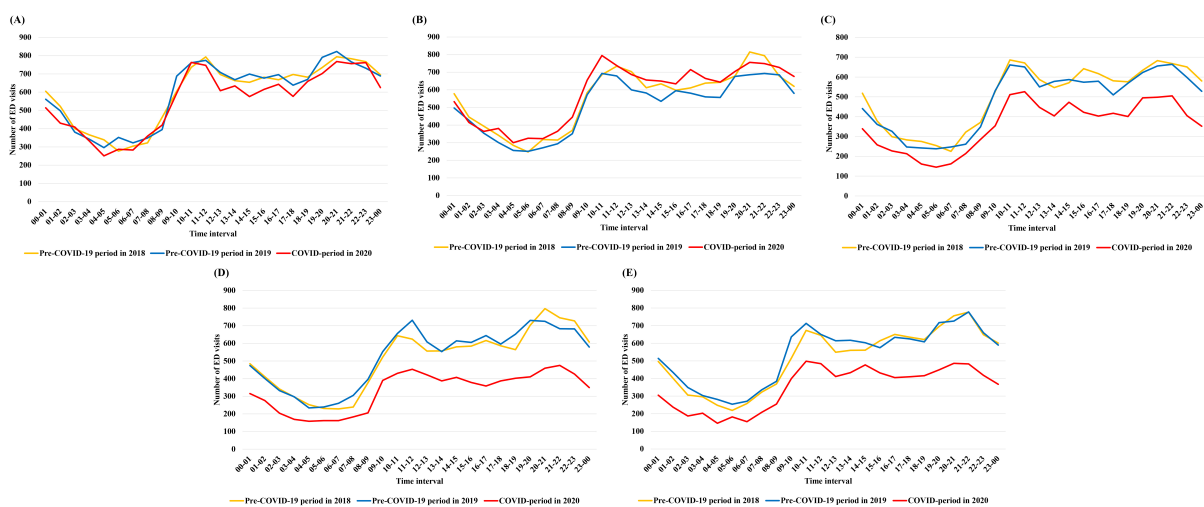 (A)
Number of ED visits
900
800
700
600
500
400
300
200
100
0
00-01 01-02 02-03 03-04 04-05 05-06 06-07 07-08 08-09 09-10 10-11 11-12 12-13 13-14 14-15 15-16 16-17 17-18 18-19 19-20 20-21 21-22 22-23 23-00
Time interval
Pre-COVID-19 period in 2018 Pre-COVID-19 period in 2019 COVID-period in 2020
(B)
Number of ED visits
900
800
700
600
500
400
300
200
100
0
00-01 01-02 02-03 03-04 04-05 05-06 06-07 07-08 08-09 09-10 10-11 11-12 12-13 13-14 14-15 15-16 16-17 17-18 18-19 19-20 20-21 21-22 22-23 23-00
Time interval
Pre-COVID-19 period in 2018 Pre-COVID-19 period in 2019 COVID-period in 2020
(C)
Number of ED visits
800
700
600
500
400
300
200
100
0
00-01 01-02 02-03 03-04 04-05 05-06 06-07 07-08 08-09 09-10 10-11 11-12 12-13 13-14 14-15 15-16 16-17 17-18 18-19 19-20 20-21 21-22 22-23 23-00
Time interval
Pre-COVID-19 period in 2018 Pre-COVID-19 period in 2019 COVID-period in 2020
(D)
Number of ED visits
900
800
700
600
500
400
300
200
100
0
00-01 01-02 02-03 03-04 04-05 05-06 06-07 07-08 08-09 09-10 10-11 11-12 12-13 13-14 14-15 15-16 16-17 17-18 18-19 19-20 20-21 21-22 22-23 23-00
Time interval
Pre-COVID-19 period in 2018 Pre-COVID-19 period in 2019 COVID-period in 2020
(E)
Number of ED visits
900
800
700
600
500
400
300
200
100
0
00-01 01-02 02-03 03-04 04-05 05-06 06-07 07-08 08-09 09-10 10-11 11-12 12-13 13-14 14-15 15-16 16-17 17-18 18-19 19-20 20-21 21-22 22-23 23-00
Time interval
Pre-COVID-19 period in 2018 Pre-COVID-19 period in 2019 COVID-period in 2020